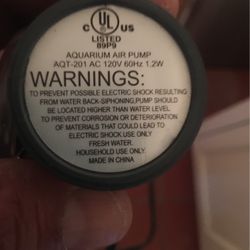 UL
C US
LISTED
89P9
AQUARIUM AIR PUMP
AQT-201 AC 120V 60Hz 1.2W
WARNINGS:
TO PREVENT POSSIBLE ELECTRIC SHOCK RESULTING
FROM WATER BACK-SIPHONING,PUMP SHOULD
BE LOCATED HIGHER THAN WATER LEVEL
TO PREVENT CORROSION OR DETERIORATION
OF MATERIALS THAT COULD LEAD TO
ELECTRIC SHOCK USE ONLY
FRESH WATER.
HOUSEHOLD USE ONLY
MADE IN CHINA